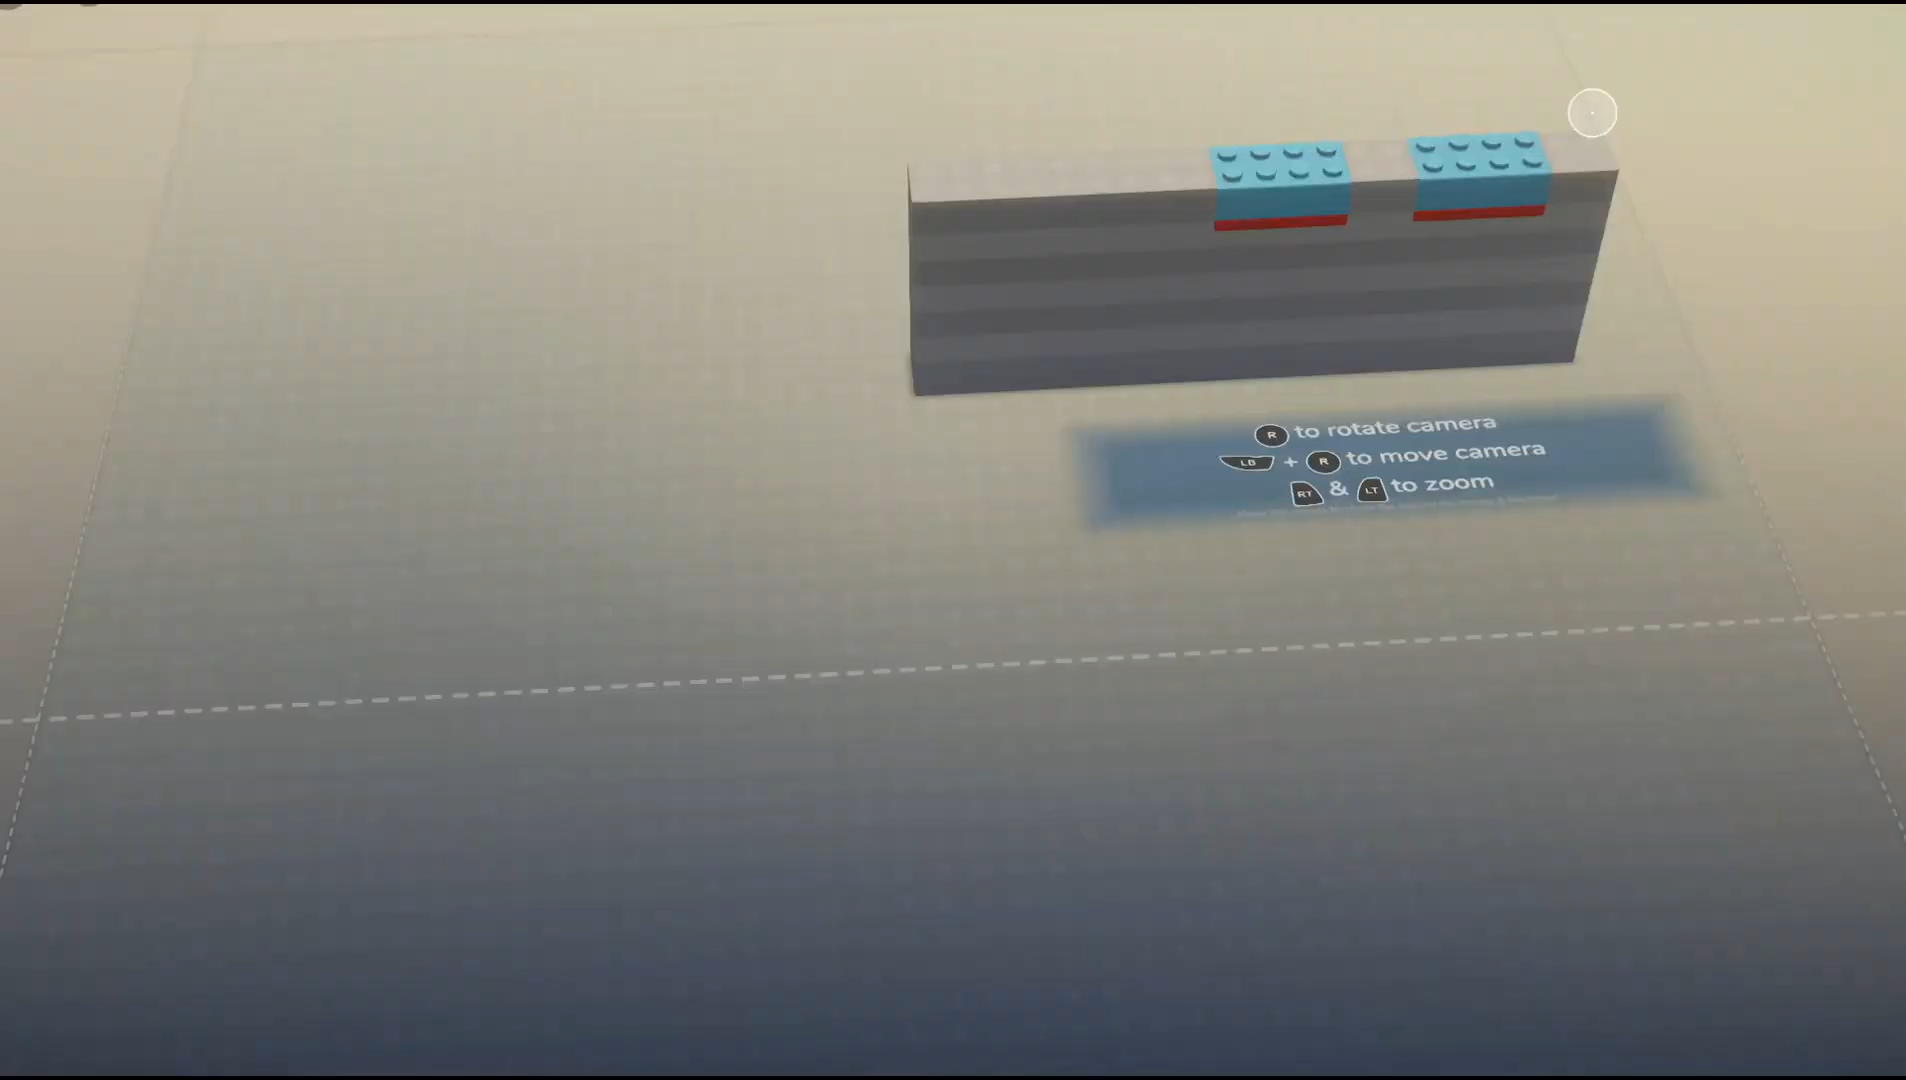 R to rotate camera
LB + R to move camera
RT & LT to zoom